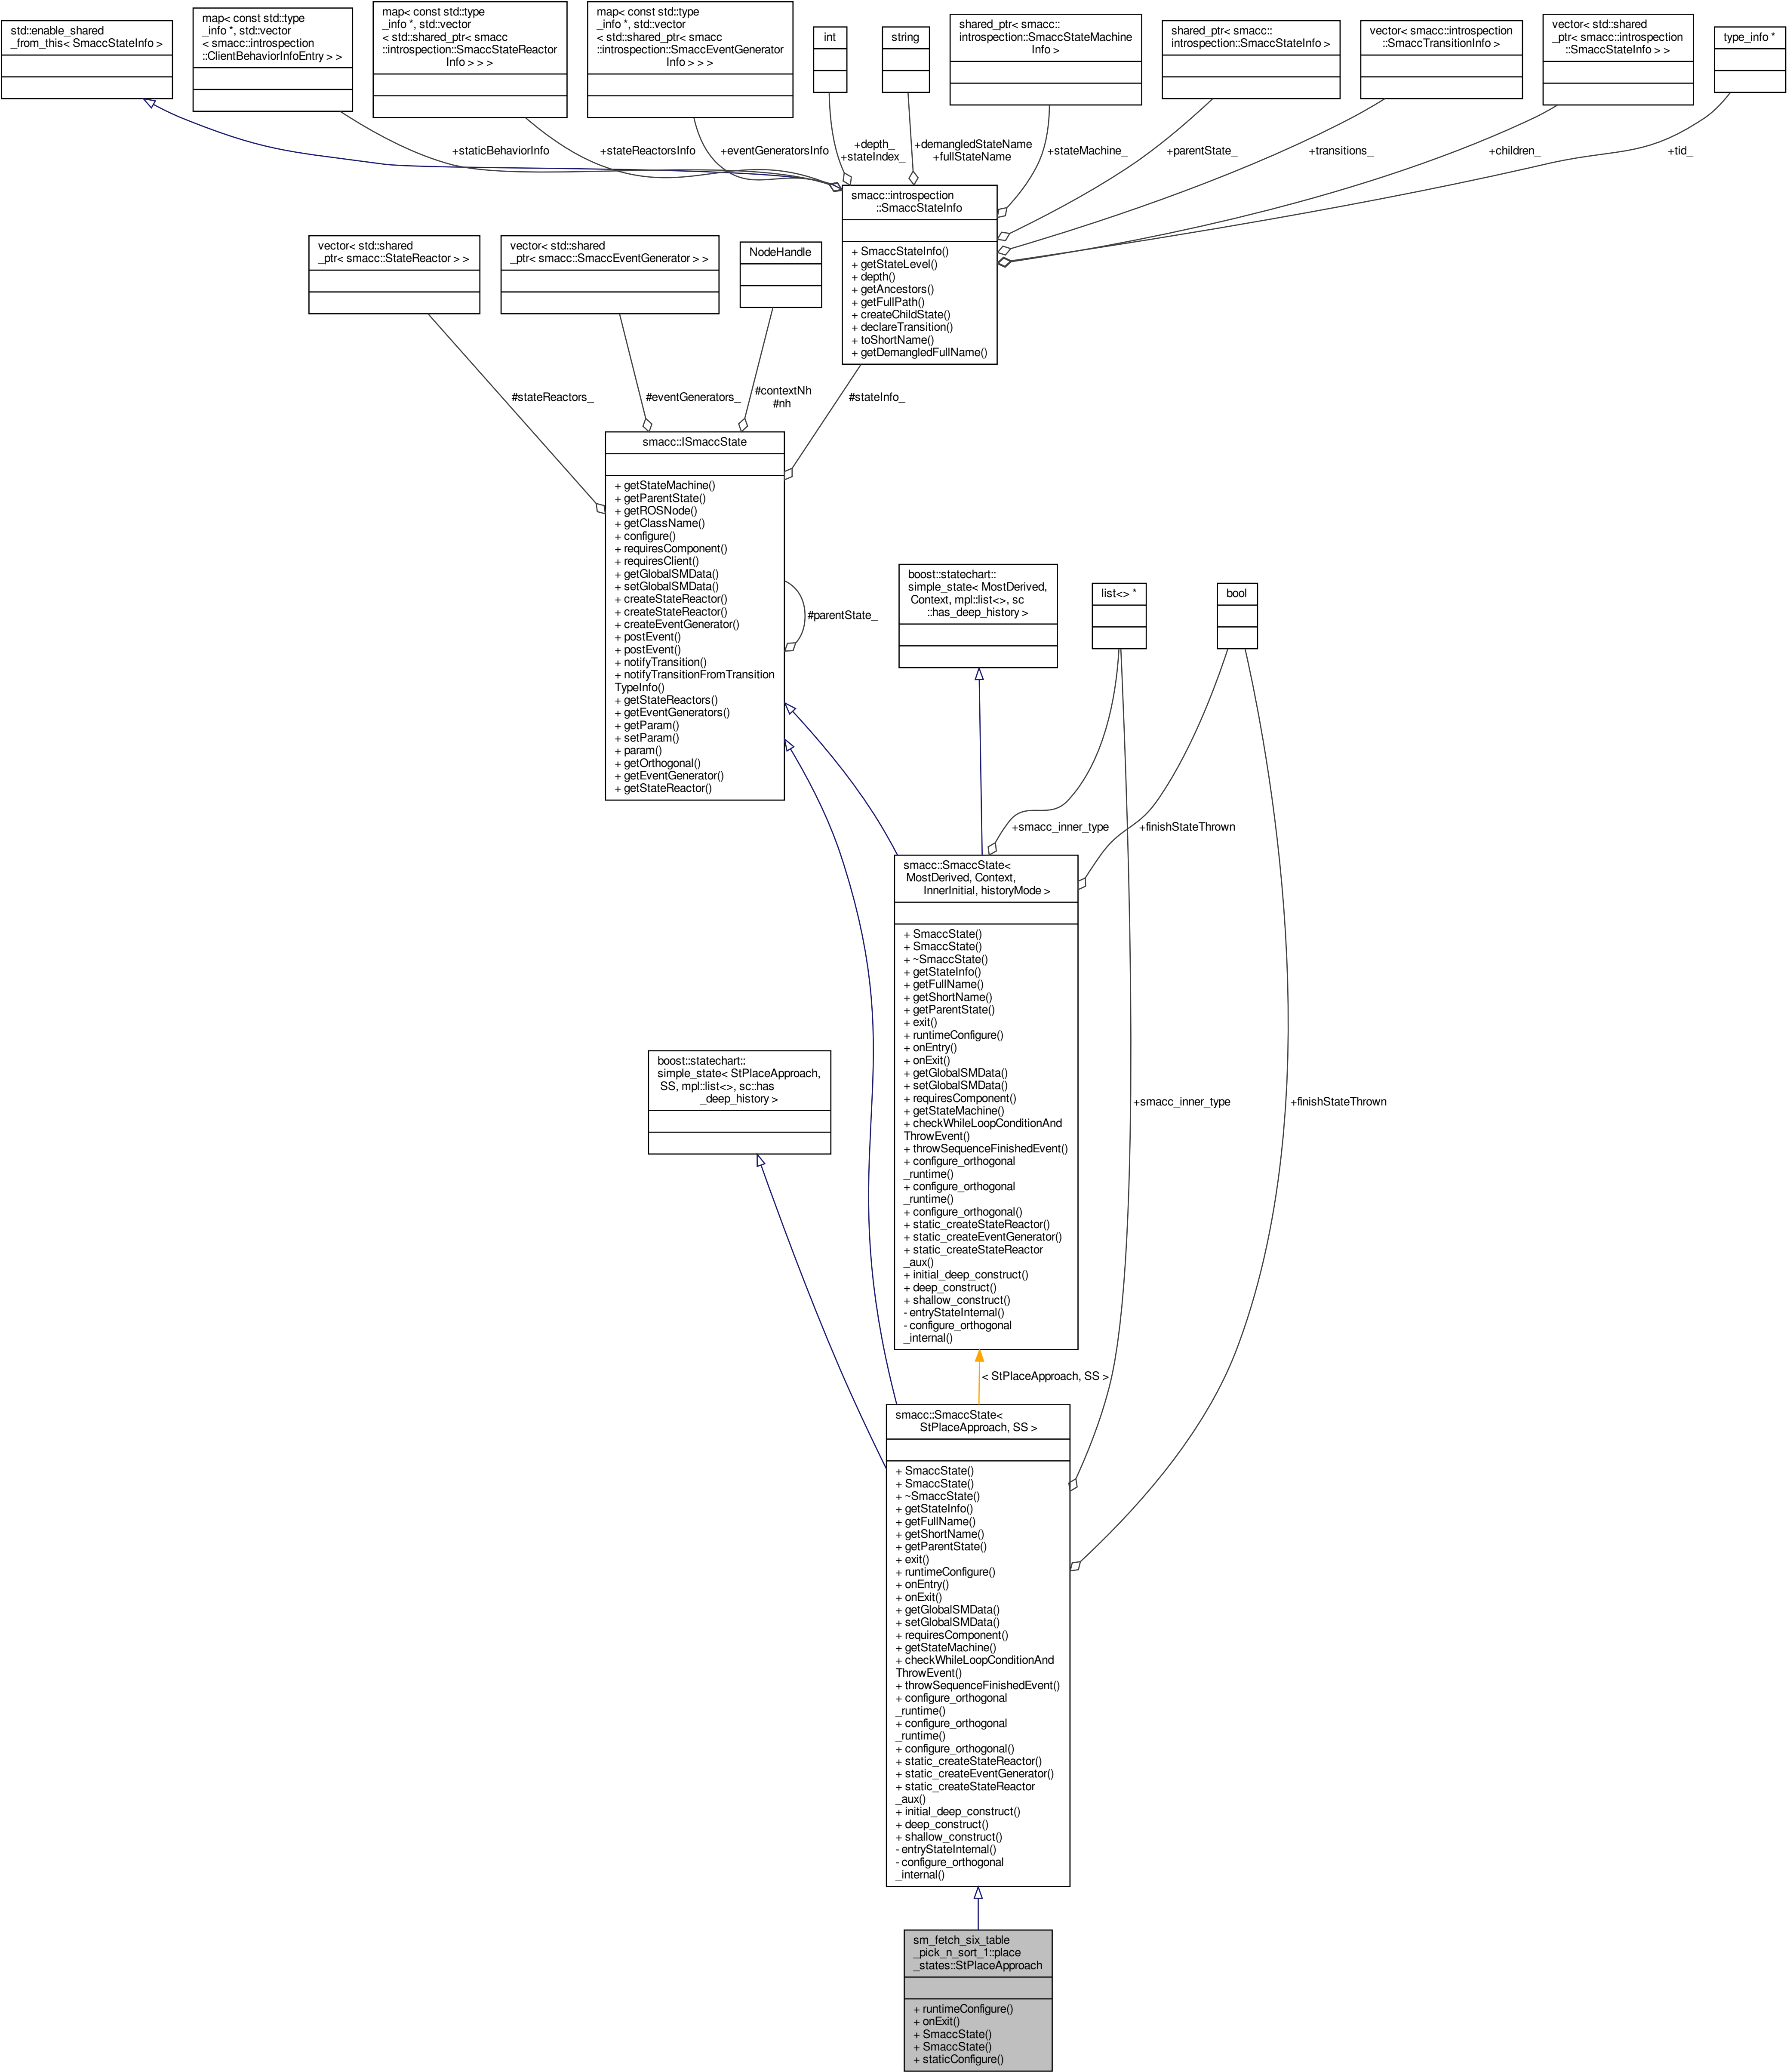 std::enable_shared
_from_this< SmaccStateInfo >
map< const std::type
_info *, std::vector
< smacc::introspection
::ClientBehaviorInfoEntry > >
map< const std::type
_info *, std::vector
< std::shared_ptr< smacc
::introspection::SmaccStateReactor
Info > > >
map< const std::type
_info *, std::vector
< std::shared_ptr< smacc
::introspection::SmaccEventGenerator
Info > > >
int
string
shared_ptr< smacc::
introspection::SmaccStateMachine
Info >
shared_ptr< smacc::
introspection::SmaccStateInfo >
vector< smacc::introspection
::SmaccTransitionInfo >
vector< std::shared
_ptr< smacc::introspection
::SmaccStateInfo > >
type_info *
+staticBehaviorInfo
+stateReactorsInfo
+eventGeneratorsInfo
+depth_
+stateIndex_
+demangledStateName
+fullStateName
+stateMachine_
+parentState_
+transitions_
+children_
+tid_
smacc::introspection
::SmaccStateInfo
+ SmaccStateInfo()
+ getStateLevel()
+ depth()
+ getAncestors()
+ getFullPath()
+ createChildState()
+ declareTransition()
+ toShortName()
+ getDemangledFullName()
vector< std::shared
_ptr< smacc::StateReactor > >
vector< std::shared
_ptr< smacc::SmaccEventGenerator > >
NodeHandle
#stateReactors_
#eventGenerators_
#contextNh
#nh
#stateInfo_
smacc::ISmaccState
+ getStateMachine()
+ getParentState()
+ getROSNode()
+ getClassName()
+ configure()
+ requiresComponent()
+ requiresClient()
+ getGlobalSMData()
+ setGlobalSMData()
+ createStateReactor()
+ createStateReactor()
+ createEventGenerator()
+ postEvent()
+ postEvent()
+ notifyTransition()
+ notifyTransitionFromTransition
TypeInfo()
+ getStateReactors()
+ getEventGenerators()
+ getParam()
+ setParam()
+ param()
+ getOrthogonal()
+ getEventGenerator()
+ getStateReactor()
#parentState_
boost::statechart::
simple_state< MostDerived,
Context, mpl::list<>, sc
::has_deep_history >
list<> *
bool
+smacc_inner_type
+finishStateThrown
smacc::SmaccState<
MostDerived, Context,
InnerInitial, historyMode >
+ SmaccState()
+ SmaccState()
+ ~SmaccState()
+ getStateInfo()
+ getFullName()
+ getShortName()
+ getParentState()
+ exit()
+ runtimeConfigure()
+ onEntry()
+ onExit()
+ getGlobalSMData()
+ setGlobalSMData()
+ requiresComponent()
+ getStateMachine()
+ checkWhileLoopConditionAnd
ThrowEvent()
+ throwSequenceFinishedEvent()
+ configure_orthogonal
_runtime()
+ configure_orthogonal
_runtime()
+ configure_orthogonal()
+ static_createStateReactor()
+ static_createEventGenerator()
+ static_createStateReactor
_aux()
+ initial_deep_construct()
+ deep_construct()
+ shallow_construct()
- entryStateInternal()
- configure_orthogonal
_internal()
boost::statechart::
simple_state< StPlaceApproach,
SS, mpl::list<>, sc::has
_deep_history >
+smacc_inner_type
+finishStateThrown
< StPlaceApproach, SS >
smacc::SmaccState<
StPlaceApproach, SS >
+ SmaccState()
+ SmaccState()
+ ~SmaccState()
+ getStateInfo()
+ getFullName()
+ getShortName()
+ getParentState()
+ exit()
+ runtimeConfigure()
+ onEntry()
+ onExit()
+ getGlobalSMData()
+ setGlobalSMData()
+ requiresComponent()
+ getStateMachine()
+ checkWhileLoopConditionAnd
ThrowEvent()
+ throwSequenceFinishedEvent()
+ configure_orthogonal
_runtime()
+ configure_orthogonal
_runtime()
+ configure_orthogonal()
+ static_createStateReactor()
+ static_createEventGenerator()
+ static_createStateReactor
_aux()
+ initial_deep_construct()
+ deep_construct()
+ shallow_construct()
- entryStateInternal()
- configure_orthogonal
_internal()
sm_fetch_six_table
_pick_n_sort_1::place
_states::StPlaceApproach
+ runtimeConfigure()
+ onExit()
+ SmaccState()
+ SmaccState()
+ staticConfigure()